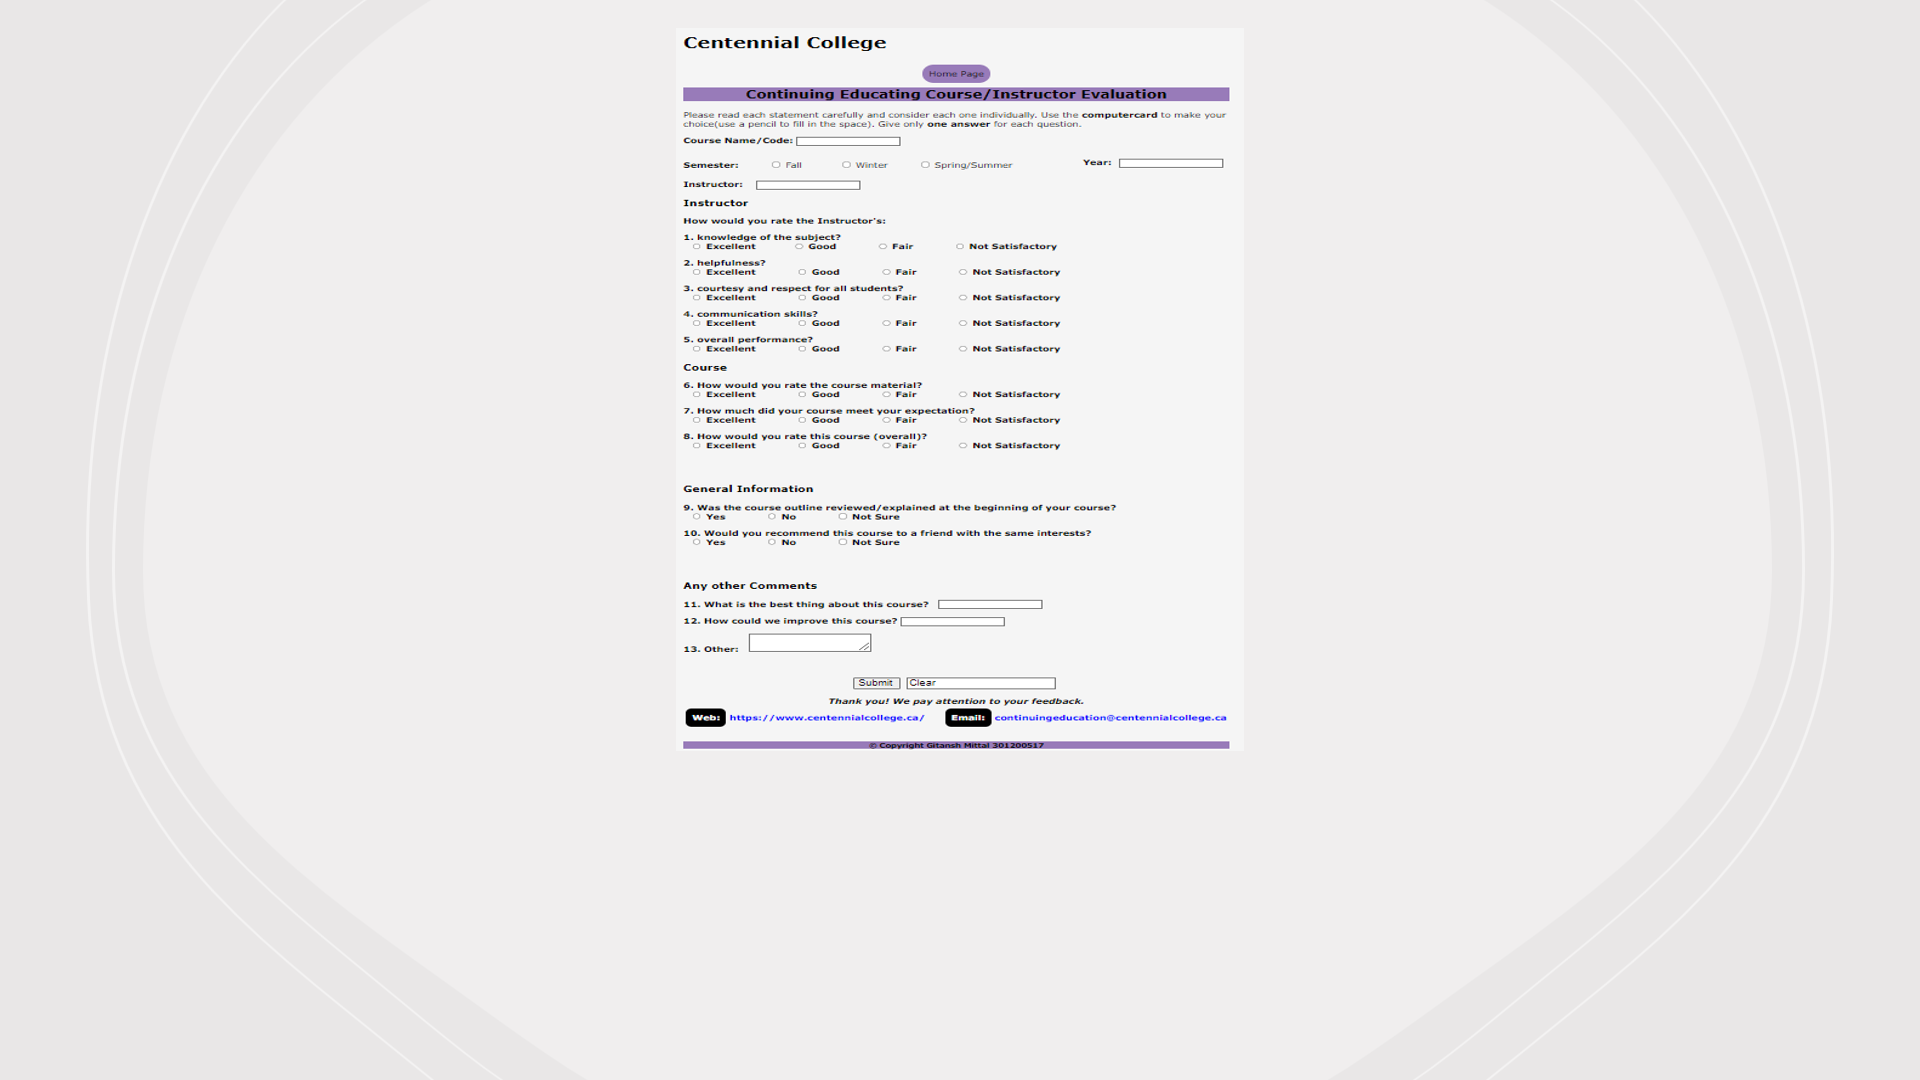 Centennial College
Home Page
Continuing Educating Course/Instructor Evaluation
Please read each statement carefully and consider each one individually. Use the computercard to make your
choice(use a pencil to fill in the space). Give only one answer for each question.
Course Name/Code:
Semester: Fall Winter Spring/Summer Year:
Instructor:
Instructor
How would you rate the Instructor's:
1. knowledge of the subject?
Excellent Good Fair Not Satisfactory
2. helpfulness?
Excellent Good Fair Not Satisfactory
3. courtesy and respect for all students?
Excellent Good Fair Not Satisfactory
4. communication skills?
Excellent Good Fair Not Satisfactory
5. overall performance?
Excellent Good Fair Not Satisfactory
Course
6. How would you rate the course material?
Excellent Good Fair Not Satisfactory
7. How much did your course meet your expectation?
Excellent Good Fair Not Satisfactory
8. How would you rate this course (overall)?
Excellent Good Fair Not Satisfactory
General Information
9. Was the course outline reviewed/explained at the beginning of your course?
Yes No Not Sure
10. Would you recommend this course to a friend with the same interests?
Yes No Not Sure
Any other Comments
11. What is the best thing about this course?
12. How could we improve this course?
13. Other:
Submit Clear
Thank you! We pay attention to your feedback.
Web: https://www.centennialcollege.ca/ Email: continuingeducation@centennialcollege.ca
© Copyright Gitansh Mittal 301200517